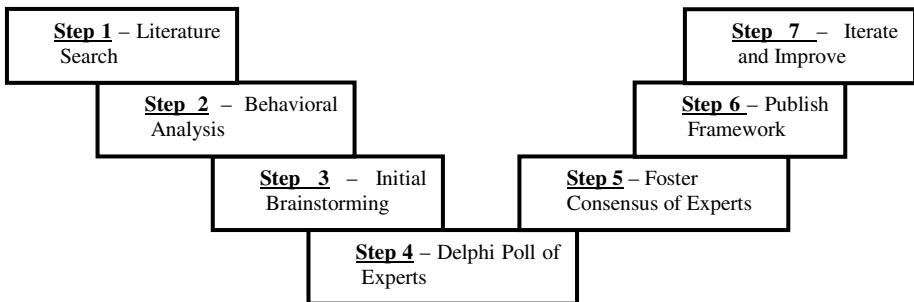 Step 1 – Literature
Search
Step 2 – Behavioral
Analysis
Step 3 – Initial
Brainstorming
Step 4 – Delphi Poll of
Experts
Step 5 – Foster
Consensus of Experts
Step 6 – Publish
Framework
Step 7 – Iterate
and Improve